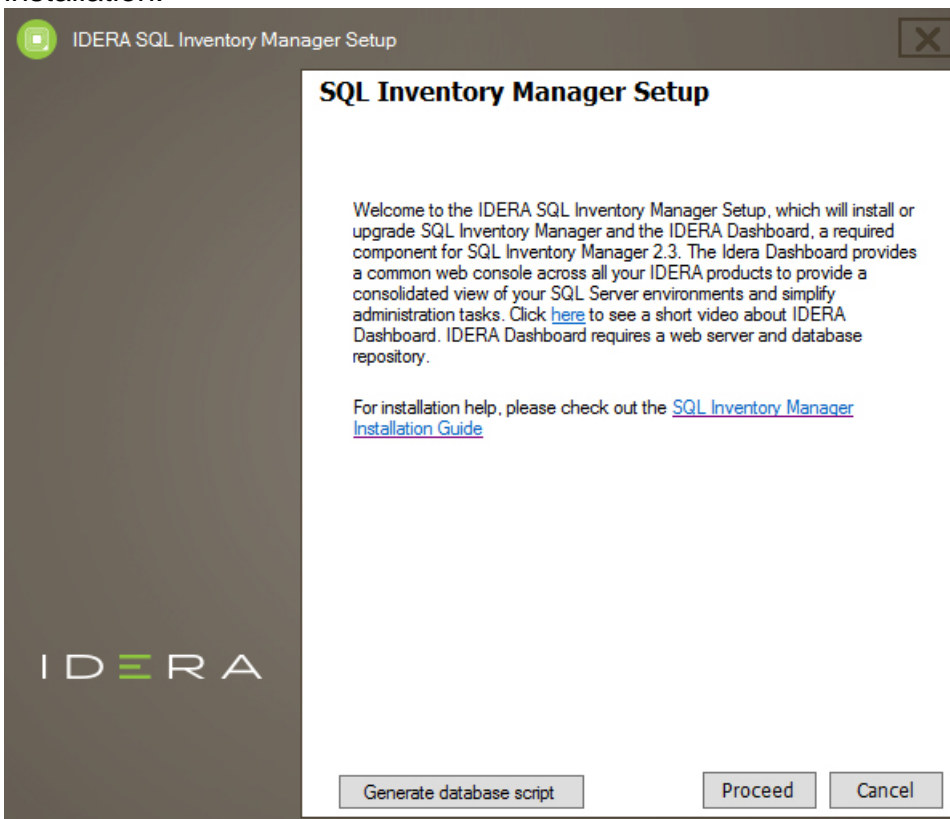 installation.
IDERA SQL Inventory Manager Setup
SQL Inventory Manager Setup
Welcome to the IDERA SQL Inventory Manager Setup, which will install or
upgrade SQL Inventory Manager and the IDERA Dashboard, a required
component for SQL Inventory Manager 2.3. The Idera Dashboard provides
a common web console across all your IDERA products to provide a
consolidated view of your SQL Server environments and simplify
administration tasks. Click here to see a short video about IDERA
Dashboard. IDERA Dashboard requires a web server and database
repository.
For installation help, please check out the SQL Inventory Manager
Installation Guide
IDERA
Generate database script
Proceed
Cancel